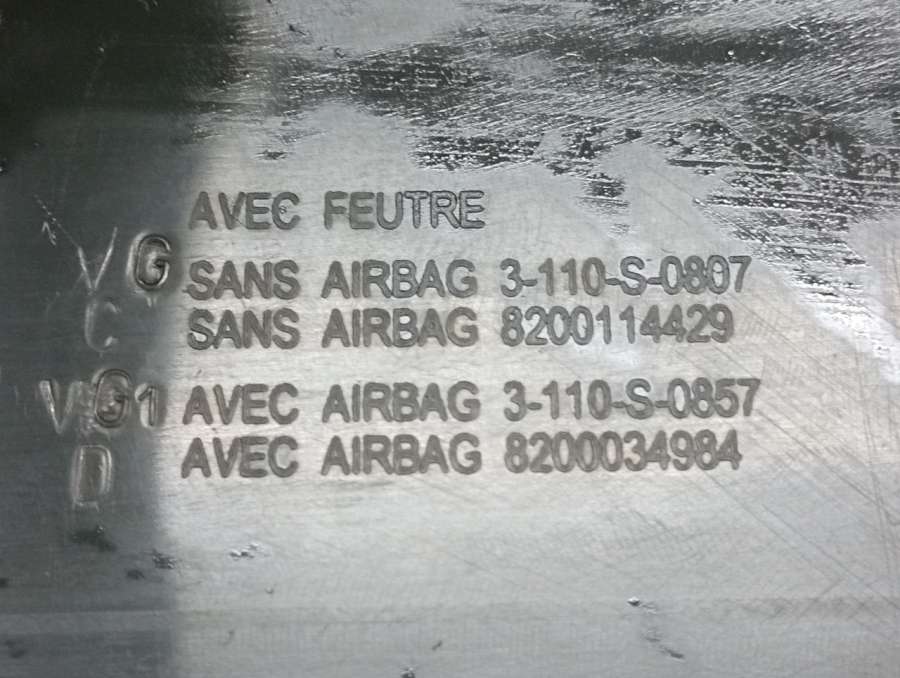 AVEC FEUTRE
VG SANS AIRBAG 3-110-S-0807
C SANS AIRBAG 8200114429
VG1 AVEC AIRBAG 3-110-S-0857
D AVEC AIRBAG 8200034984